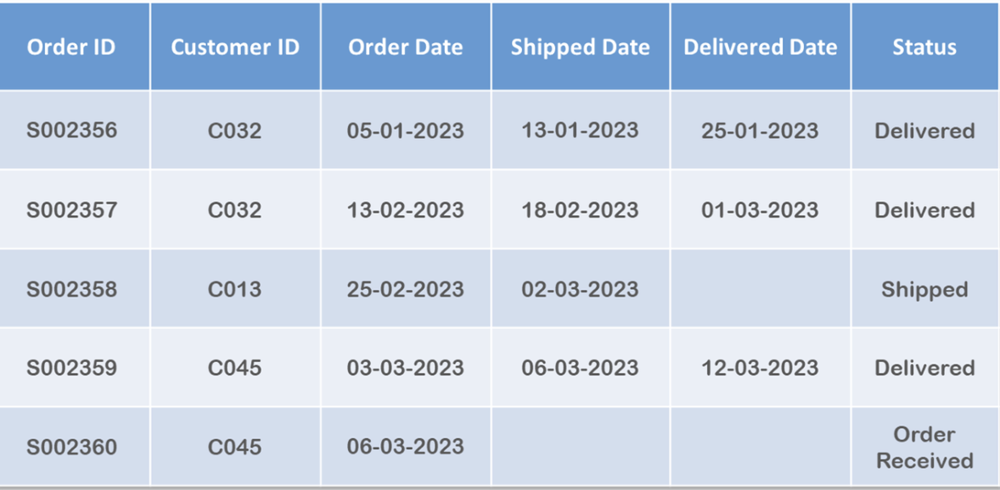 Order ID Customer ID Order Date Shipped Date Delivered Date Status
S002356 C032 05-01-2023 13-01-2023 25-01-2023 Delivered
S002357 C032 13-02-2023 18-02-2023 01-03-2023 Delivered
S002358 C013 25-02-2023 02-03-2023 Shipped
S002359 C045 03-03-2023 06-03-2023 12-03-2023 Delivered
S002360 C045 06-03-2023 Order
Received